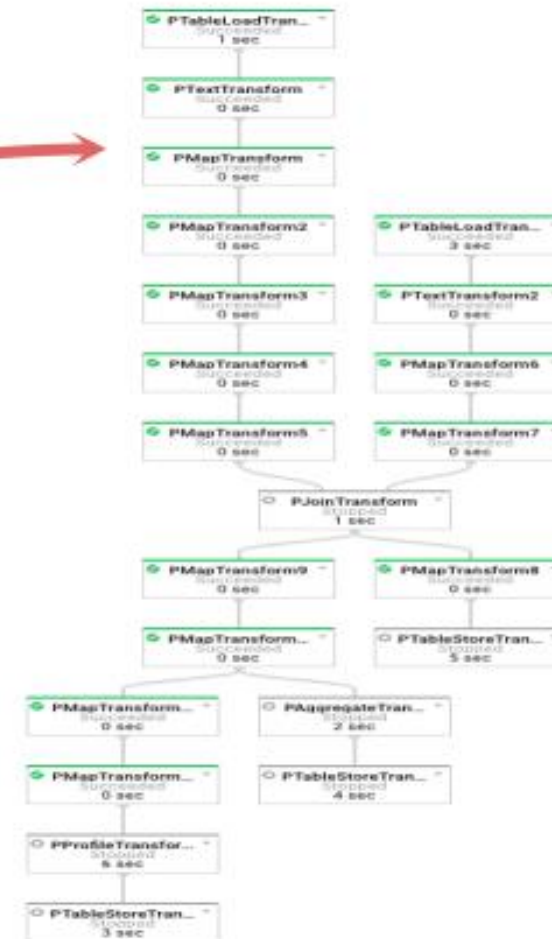 PTableLoadTran...
Succeeded
1 sec
PTextTransform
Succeeded
0 sec
PMapTransform
Succeeded
0 sec
PMapTransform2
Succeeded
0 sec
PTableLoadTran...
Succeeded
3 sec
PMapTransform3
Succeeded
0 sec
PTextTransform2
Succeeded
0 sec
PMapTransform4
Succeeded
0 sec
PMapTransform6
Succeeded
0 sec
PMapTransform5
Succeeded
0 sec
PMapTransform7
Succeeded
0 sec
PJoinTransform
Stopped
1 sec
PMapTransform9
Succeeded
0 sec
PMapTransform8
Succeeded
0 sec
PMapTransform...
Succeeded
0 sec
PTableStoreTran...
Stopped
5 sec
PMapTransform...
Succeeded
0 sec
PAggregateTran...
Stopped
2 sec
PMapTransform...
Succeeded
0 sec
PTableStoreTran...
Stopped
4 sec
PProfileTransfor...
Stopped
6 sec
PTableStoreTran...
Stopped
3 sec